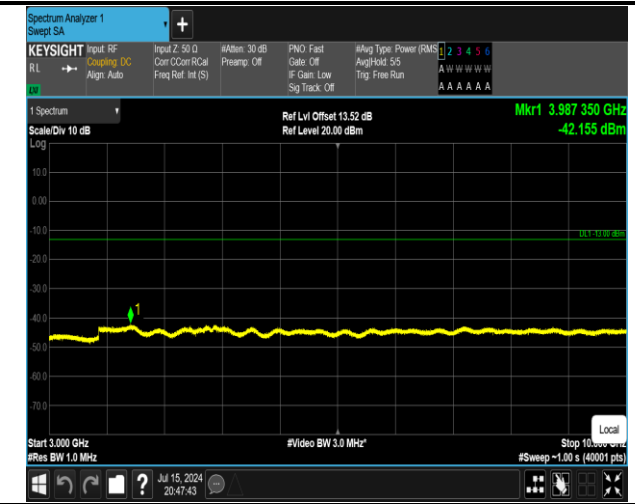 Spectrum Analyzer 1
Swept SA
KEYSIGHT
RL
Input: RF
Coupling: DC
Align: Auto
Input Z: 50 Ω
Corr CCorr RCal
Freq Ref: Int (S)
#Atten: 30 dB
Preamp: Off
PNO: Fast
Gate: Off
IF Gain: Low
Sig Track: Off
#Avg Type: Power (RMS
Avg|Hold: 5/5
Trig: Free Run
1 2 3 4 5 6
A W W W W W
A A A A A A
1 Spectrum
Scale/Div 10 dB
Ref Lvl Offset 13.52 dB
Ref Level 20.00 dBm
Mkr1 3.987 350 GHz
-42.155 dBm
Log
10.0
0.00
-10.0
DL1 -13.00 dBm
-20.0
-30.0
-40.0
1
-50.0
-60.0
-70.0
Local
Start 3.000 GHz
#Video BW 3.0 MHz*
Stop 10.
#Res BW 1.0 MHz
#Sweep ~1.00 s (40001 pts)
?
Jul 15, 2024
20:47:43